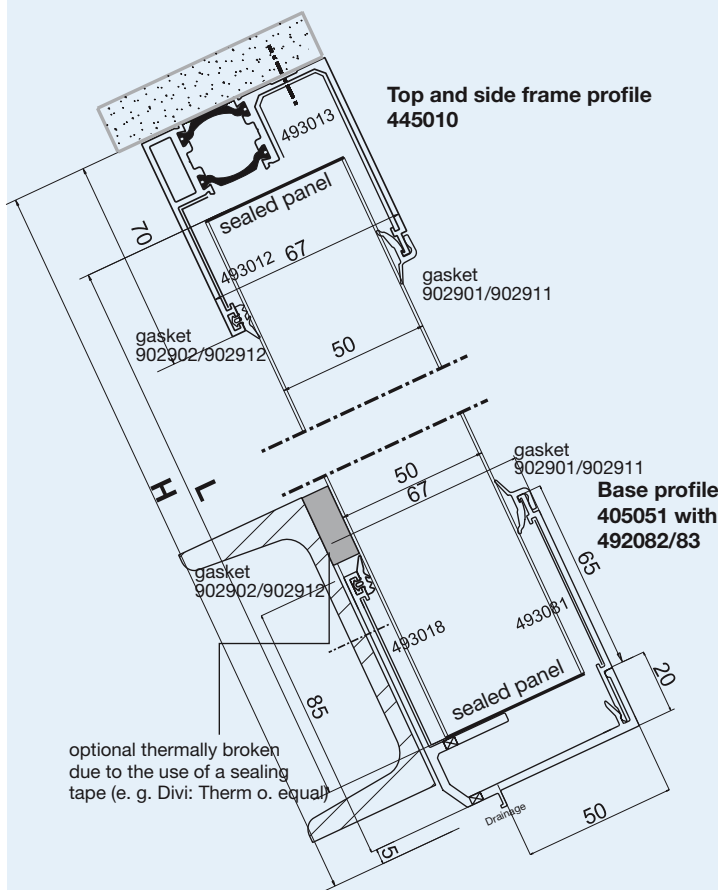 Top and side frame profile
445010
493013
sealed panel
70
493012
67
gasket
902901/902911
gasket
902902/902912
50
gasket
902901/902911
50
67
H
L
Base profile
405051 with
492082/83
gasket
902902/902912
65
493018
493081
85
sealed panel
20
optional thermally broken
due to the use of a sealing
tape (e. g. Divi: Therm o. equal)
Drainage
50
5